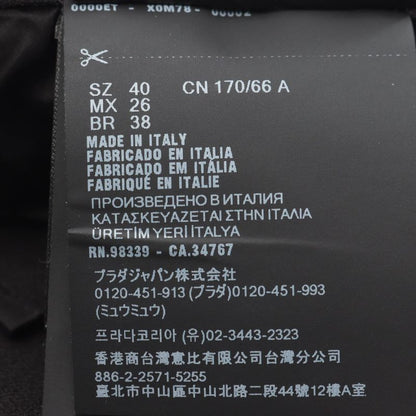 0000ET - X0M78 - 00002
SZ 40 CN 170/66 A
MX 26
BR 38
MADE IN ITALY
FABRICADO EN ITALIA
FABRICADO EM ITÁLIA
FABRIQUÉ EN ITALIE
ПРОИЗВЕДЕНО В ИТАЛИЯ
ΚΑΤΑΣΚΕΥΑΖΕΤΑΙ ΣΤΗΝ ΙΤΑΛΙΑ
ÜRETİM YERİ İTALYA
RN.98339 - CA.34767
プラダジャパン株式会社
0120-451-913 (プラダ) 0120-451-993
(ミュウミュウ)
프라다코리아 (유)02-3443-2323
香港商台灣意比有限公司台灣分公司
886-2-2571-5255
臺北市中山區中山北路二段44號12樓A室